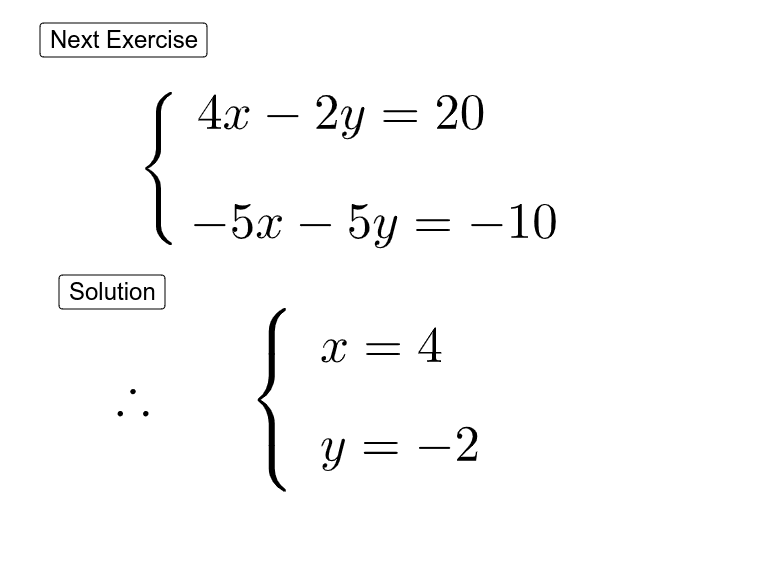 Next Exercise
4x − 2y = 20
−5x − 5y = −10
Solution
x = 4
∴
y = −2